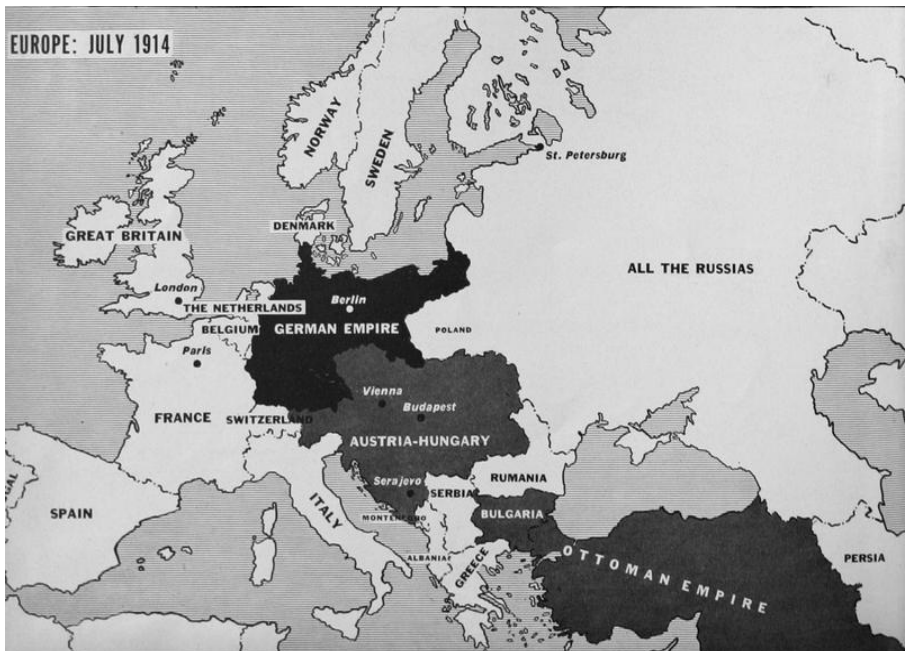 EUROPE: JULY 1914
NORWAY
SWEDEN
St. Petersburg
DENMARK
GREAT BRITAIN
ALL THE RUSSIAS
London
THE NETHERLANDS
Berlin
BELGIUM
GERMAN EMPIRE
POLAND
Paris
Vienna
Budapest
FRANCE
SWITZERLAND
AUSTRIA-HUNGARY
Serajevo
RUMANIA
SERBIA
SPAIN
ITALY
MONTENEGRO
BULGARIA
ALBANIA
GREECE
OTTOMAN EMPIRE
PERSIA